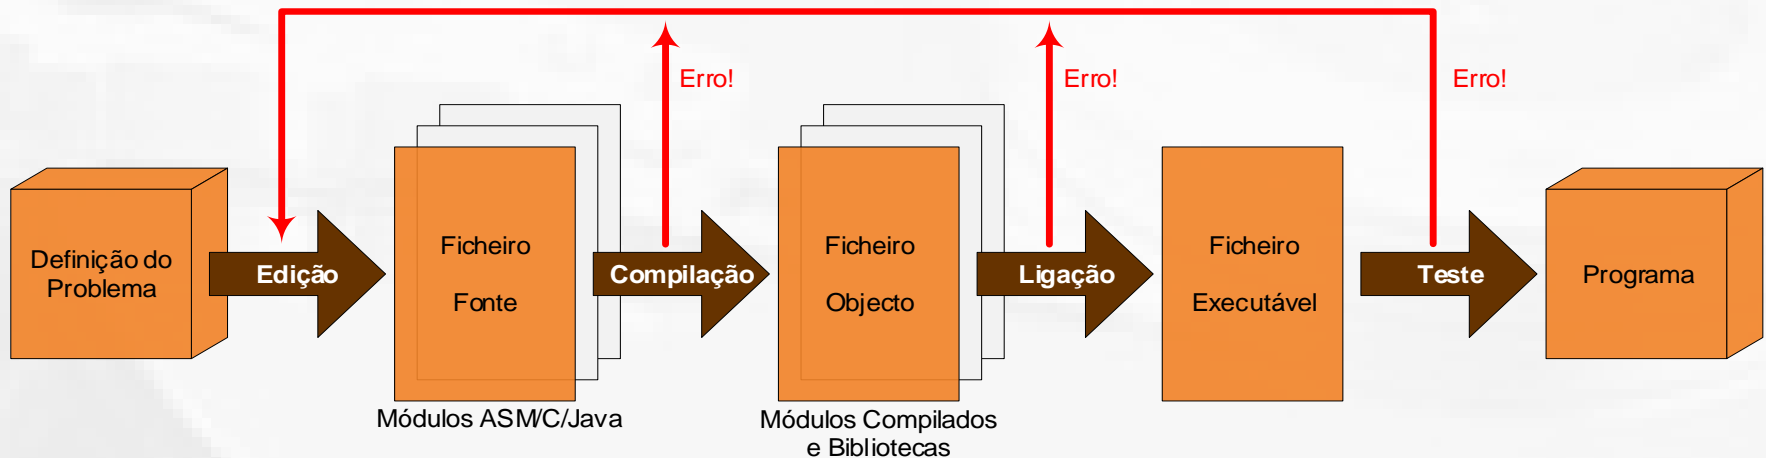 Erro!
Erro!
Erro!
Definição do
Problema
Edição
Ficheiro
Fonte
Compilação
Ficheiro
Objecto
Ligação
Ficheiro
Executável
Teste
Programa
Módulos ASM/C/Java
Módulos Compilados
e Bibliotecas